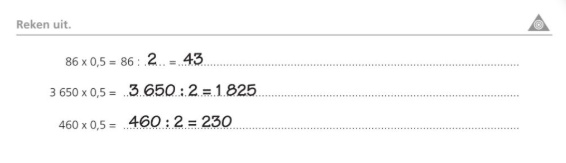 Reken uit.
86 x 0,5 = 86 : 2 = 43
3 650 x 0,5 = 3 650 : 2 = 1 825
460 x 0,5 = 460 : 2 = 230